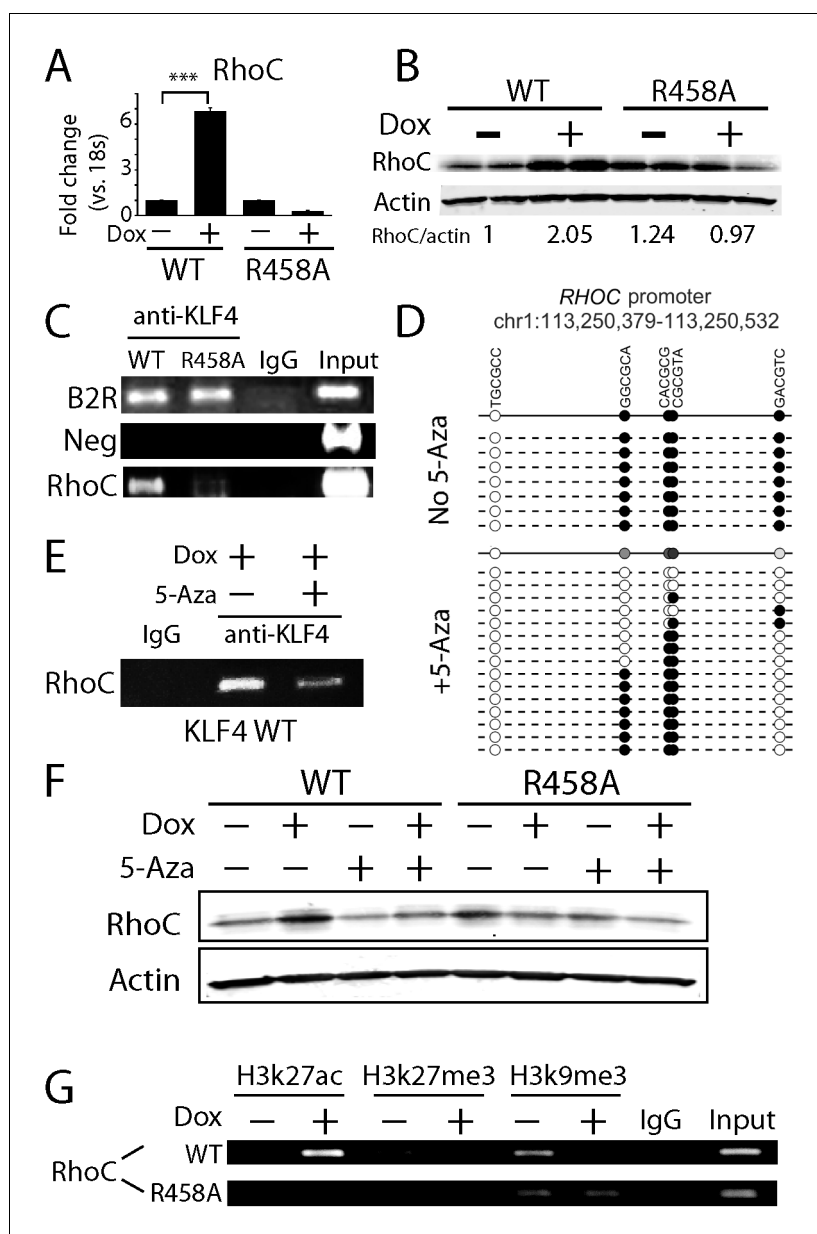 A
RhoC
***
Fold change
(vs. 18s)
6
3
0
Dox − + − +
WT R458A
B
WT R458A
Dox − + − +
RhoC
Actin
RhoC/actin 1 2.05 1.24 0.97
C
anti-KLF4
WT R458A IgG Input
B2R
Neg
RhoC
D
RHOC promoter
chr1:113,250,379-113,250,532
TGCGCC
GGCGCA
CACGCG
CGCGTA
GACGTC
No 5-Aza
+5-Aza
E
Dox + +
5-Aza − +
IgG anti-KLF4
RhoC
KLF4 WT
F
WT R458A
Dox − + − + − + − +
5-Aza − − + + − − + +
RhoC
Actin
G
H3k27ac H3k27me3 H3k9me3
Dox − + − + − + IgG Input
RhoC
WT
R458A